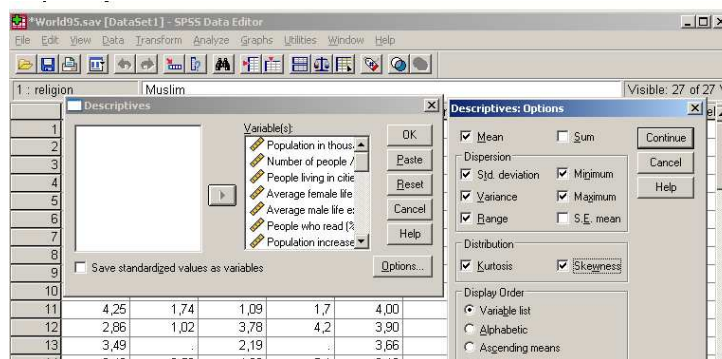 *World95.sav [DataSet1] - SPSS Data Editor
File Edit View Data Transform Analyze Graphs Utilities Window Help
1 : religion Muslim Visible: 27 of 27
Descriptives
Variable(s):
Population in thous
Number of people /
People living in citie
Average female life
Average male life e
People who read (%
Population increase
OK
Paste
Reset
Cancel
Help
Save standardized values as variables
Options...
Descriptives: Options
Mean Sum
Continue
Cancel
Help
Dispersion
Std. deviation Minimum
Variance Maximum
Range S.E. mean
Distribution
Kurtosis Skewness
Display Order
Variable list
Alphabetic
Ascending means
1
2
3
4
5
6
7
8
9
10
11 4,25 1,74 1,09 1,7 4,00
12 2,86 1,02 3,78 4,2 3,90
13 3,49 . 2,19 3,66